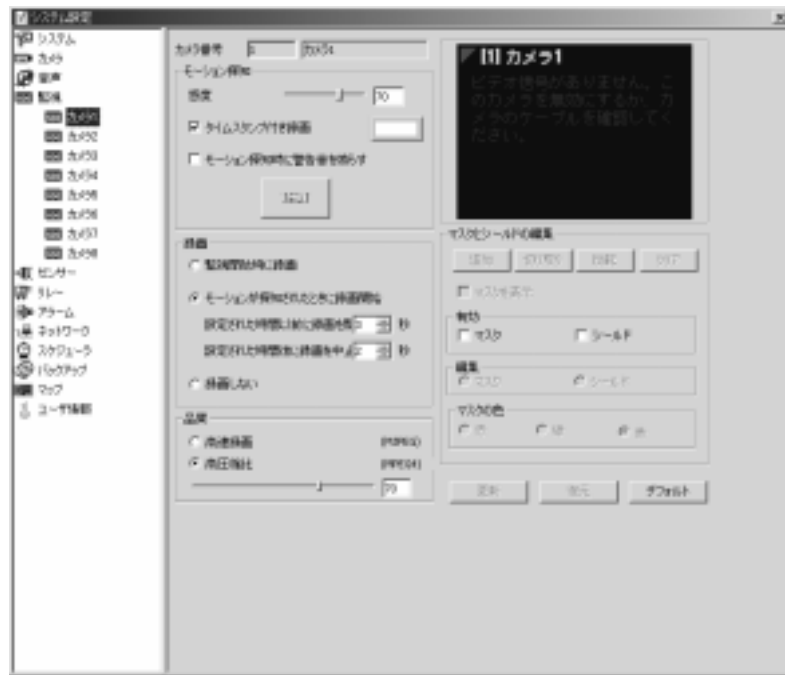 システム設定
システム
カメラ
音声
監視
カメラ1
カメラ2
カメラ3
カメラ4
カメラ5
カメラ6
カメラ7
カメラ8
センサー
リレー
アラーム
ネットワーク
スケジューラ
バックアップ
マップ
ユーザ情報
カメラ番号 1 カメラ1
モーション探知
感度 70
タイムスタンプ付き録画
モーション探知時に警告音を鳴らす
録画
監視開始時に録画
モーションが探知されたときに録画開始
設定された時間以前に録画を開 秒
設定された時間後に録画を中止 2 秒
録画しない
品質
高速録画
高圧縮比
70
[1] カメラ1
ビデオ信号がありません。こ
のカメラを無効にするか、カ
メラのケーブルを確認してく
ださい。
マスクとシールドの編集
マスクを表示
有効
マスク シールド
編集
マスク シールド
マスクの色
更新 復元 デフォルト